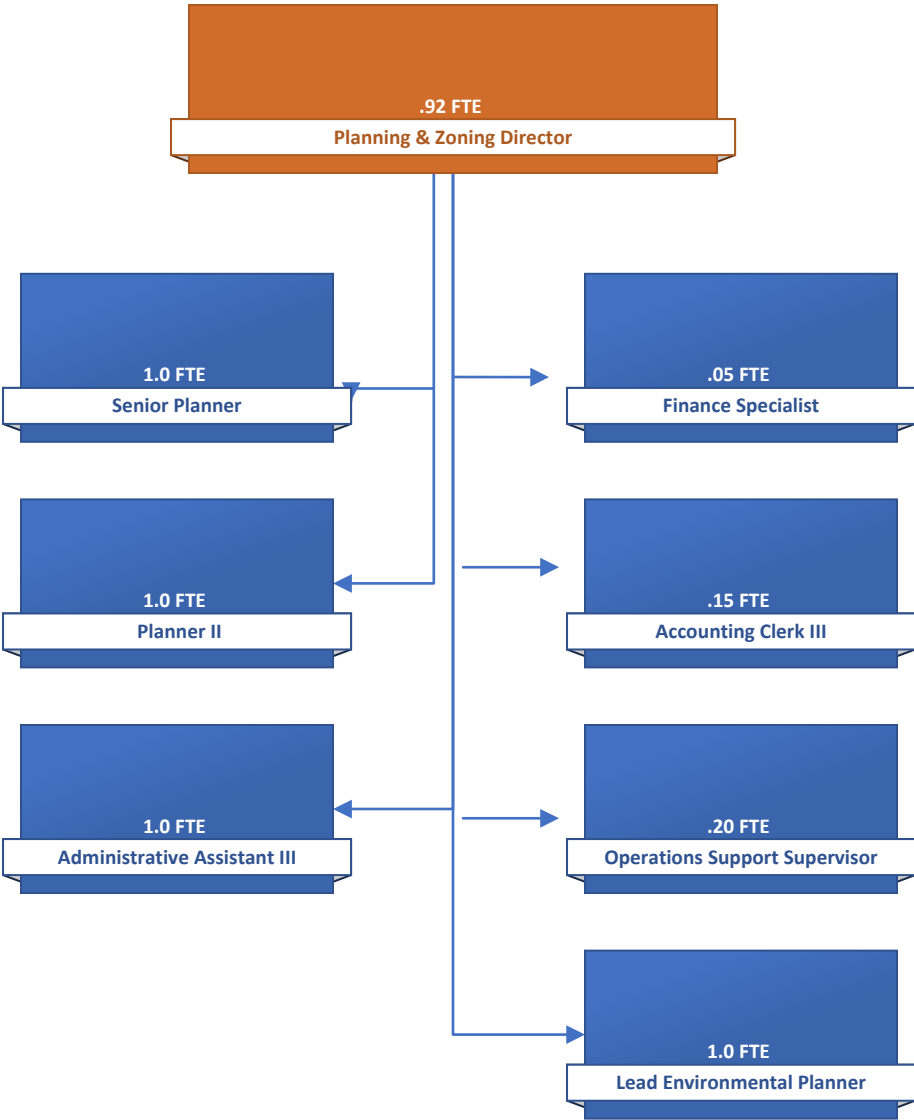 .92 FTE
Planning & Zoning Director
1.0 FTE
Senior Planner
.05 FTE
Finance Specialist
1.0 FTE
Planner II
.15 FTE
Accounting Clerk III
1.0 FTE
Administrative Assistant III
.20 FTE
Operations Support Supervisor
1.0 FTE
Lead Environmental Planner